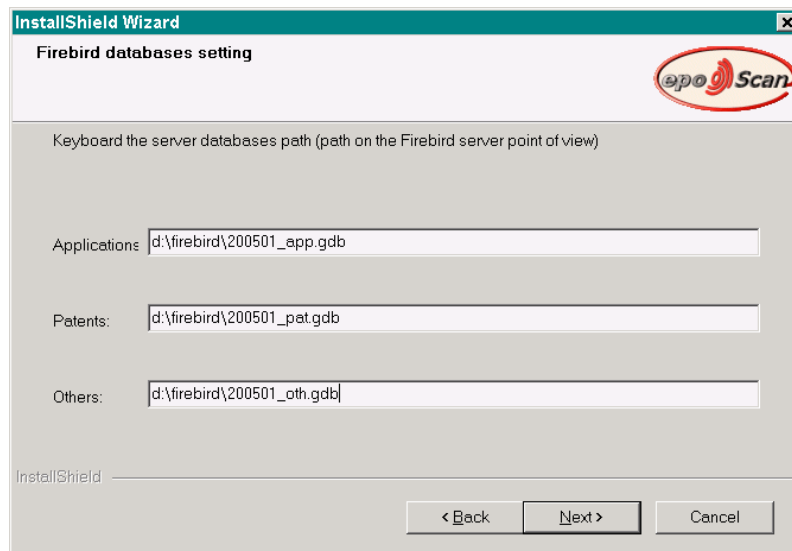 InstallShield Wizard
Firebird databases setting
epo Scan
Keyboard the server databases path (path on the Firebird server point of view)
Applications d:\firebird\200501_app.gdb
Patents: d:\firebird\200501_pat.gdb
Others: d:\firebird\200501_oth.gdb
InstallShield
< Back Next > Cancel